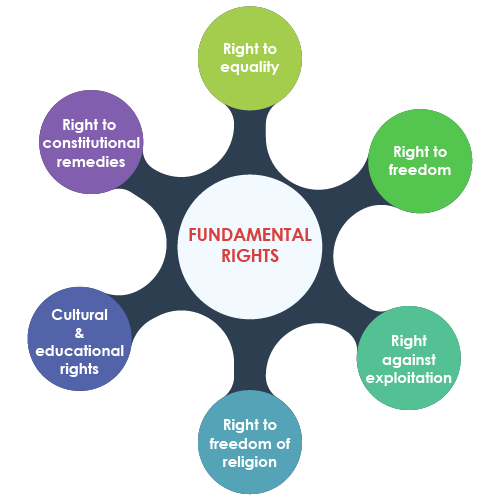 Right to
equality
Right to
constitutional
remedies
Right to
freedom
FUNDAMENTAL
RIGHTS
Cultural
&
educational
rights
Right
against
exploitation
Right to
freedom of
religion